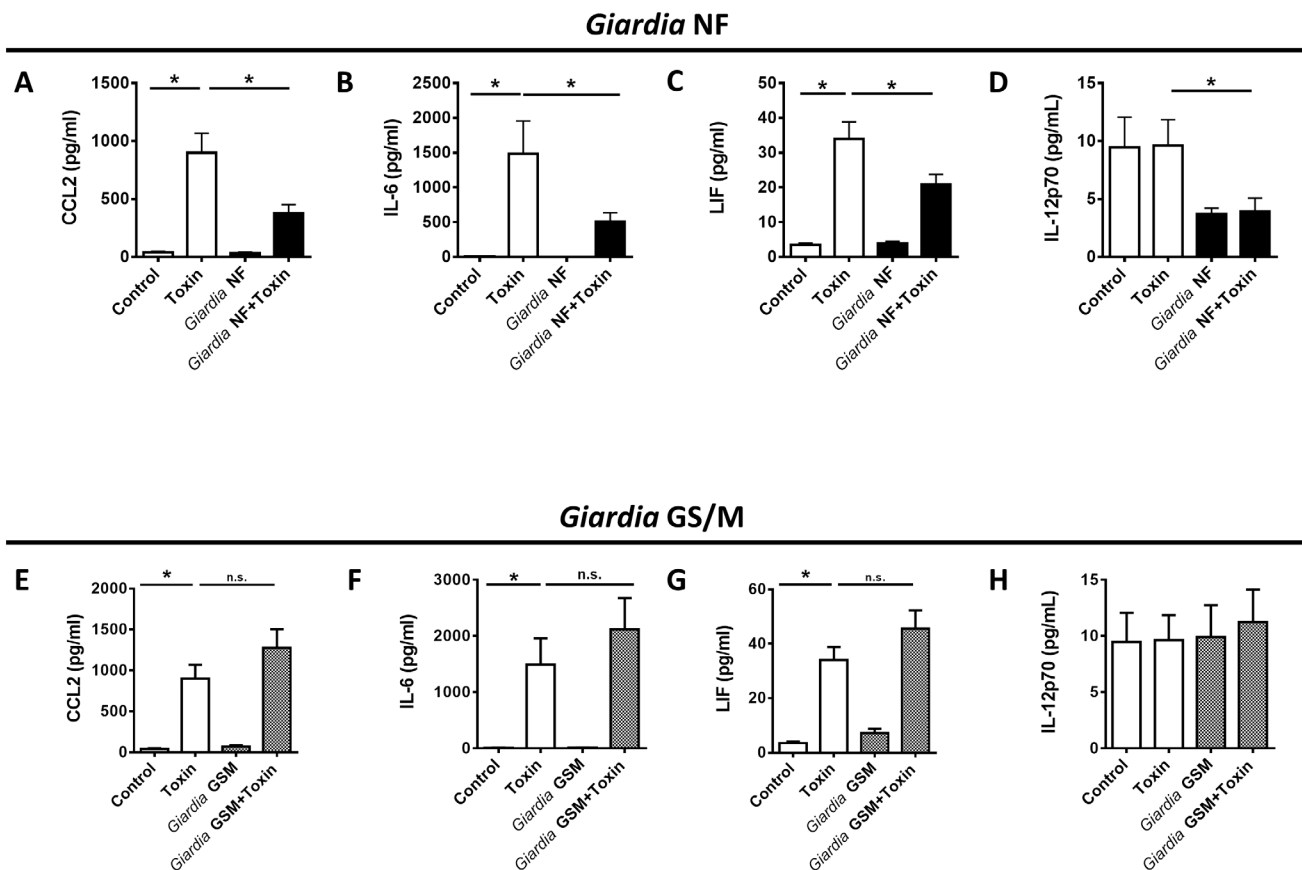 Giardia NF
A
CCL2 (pg/ml)
1500
1000
500
0
*
*
Control
Toxin
Giardia NF
Giardia NF+Toxin
B
IL-6 (pg/ml)
2500
2000
1500
1000
500
0
*
*
Control
Toxin
Giardia NF
Giardia NF+Toxin
C
LIF (pg/ml)
50
40
30
20
10
0
*
*
Control
Toxin
Giardia NF
Giardia NF+Toxin
D
IL-12p70 (pg/mL)
15
10
5
0
*
Control
Toxin
Giardia NF
Giardia NF+Toxin
Giardia GS/M
E
CCL2 (pg/ml)
2000
1500
1000
500
0
*
n.s.
Control
Toxin
Giardia GSM
Giardia GSM+Toxin
F
IL-6 (pg/ml)
3000
2000
1000
0
*
n.s.
Control
Toxin
Giardia GSM
Giardia GSM+Toxin
G
LIF (pg/ml)
60
40
20
0
*
n.s.
Control
Toxin
Giardia GSM
Giardia GSM+Toxin
H
IL-12p70 (pg/mL)
15
10
5
0
Control
Toxin
Giardia GSM
Giardia GSM+Toxin